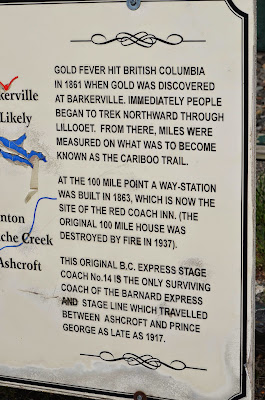 GOLD FEVER HIT BRITISH COLUMBIA
IN 1861 WHEN GOLD WAS DISCOVERED
AT BARKERVILLE. IMMEDIATELY PEOPLE
BEGAN TO TREK NORTHWARD THROUGH
LILLOOET. FROM THERE, MILES WERE
MEASURED ON WHAT WAS TO BECOME
KNOWN AS THE CARIBOO TRAIL.
AT THE 100 MILE POINT A WAY-STATION
WAS BUILT IN 1863, WHICH IS NOW THE
SITE OF THE RED COACH INN. (THE
ORIGINAL 100 MILE HOUSE WAS
DESTROYED BY FIRE IN 1937).
THIS ORIGINAL B.C. EXPRESS STAGE
COACH No.14 IS THE ONLY SURVIVING
COACH OF THE BARNARD EXPRESS
AND STAGE LINE WHICH TRAVELLED
BETWEEN ASHCROFT AND PRINCE
GEORGE AS LATE AS 1917.
kerville
Likely
nton
che Creek
Ashcroft